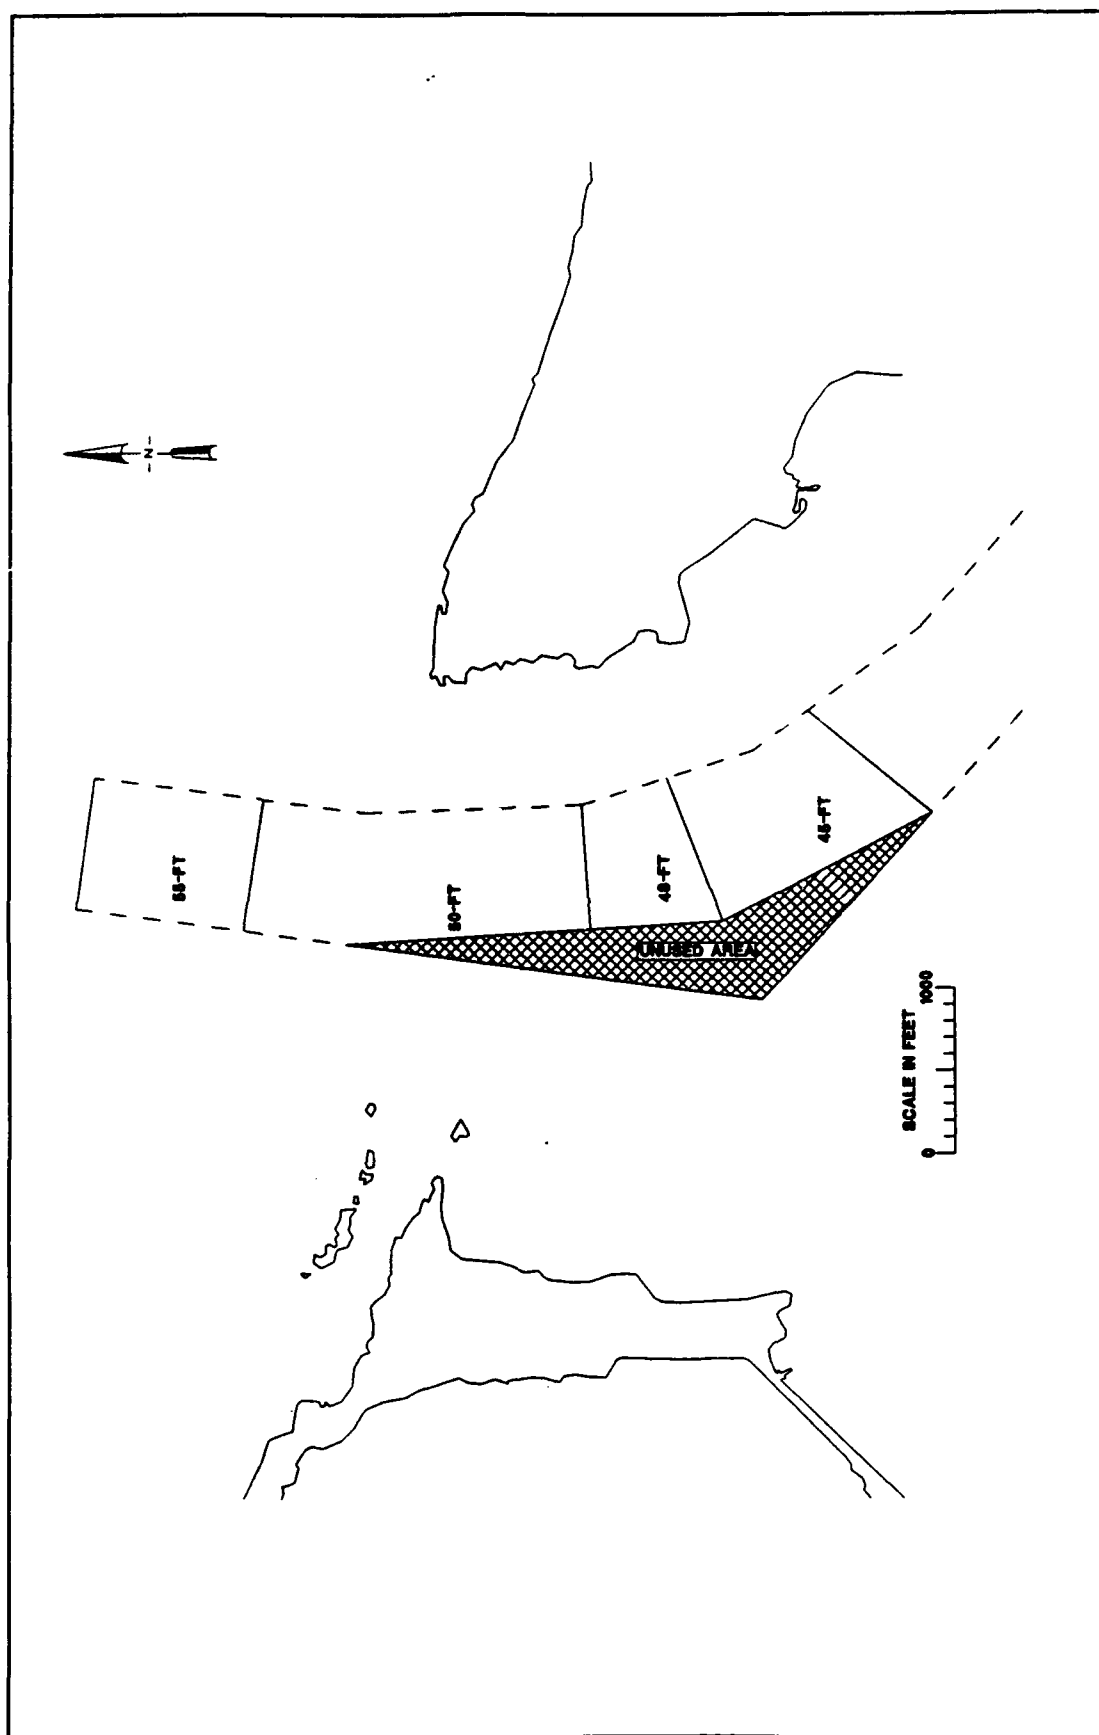 N
55-FT
50-FT
48-FT
45-FT
UNUSED AREA
SCALE IN FEET
0 1000